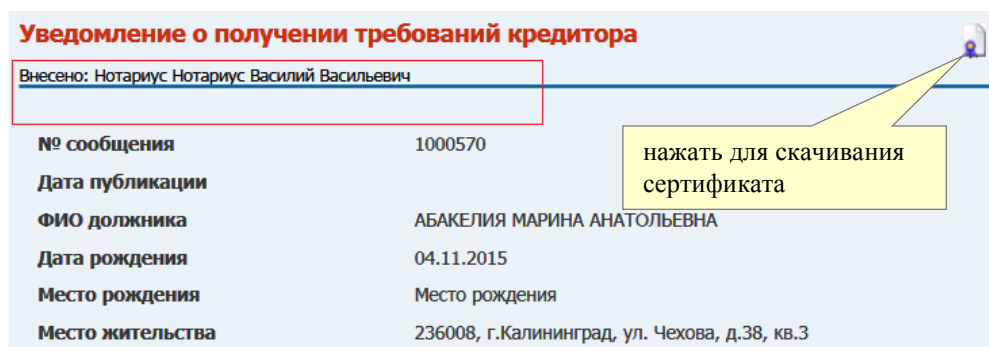 Уведомление о получении требований кредитора
Внесено: Нотариус Нотариус Василий Васильевич
№ сообщения 1000570
нажать для скачивания
сертификата
Дата публикации
ФИО должника АБАКЕЛИЯ МАРИНА АНАТОЛЬЕВНА
Дата рождения 04.11.2015
Место рождения Место рождения
Место жительства 236008, г.Калининград, ул. Чехова, д.38, кв.3